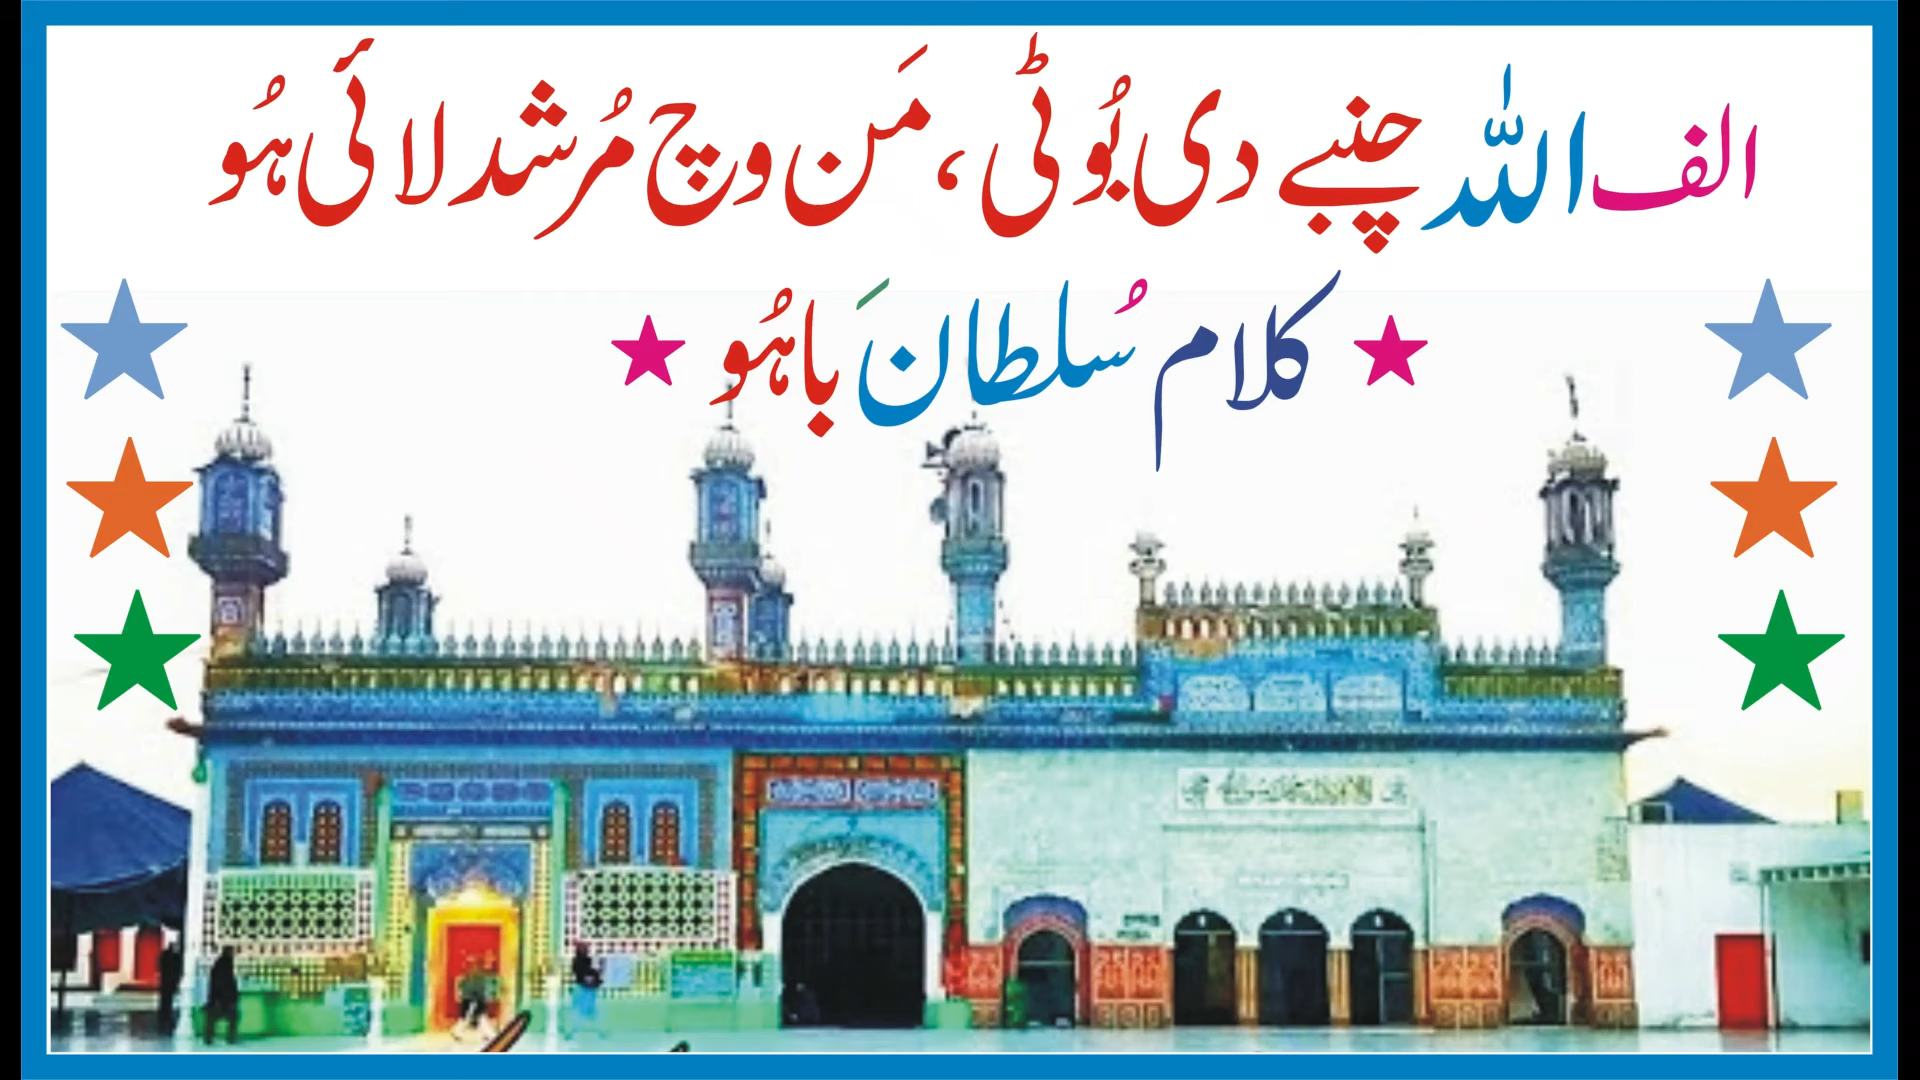 الف اللہ چنبے دی بُوٹی، مَن وچ مُرشد لائی ہُو
کلام سُلطانَ باہُو